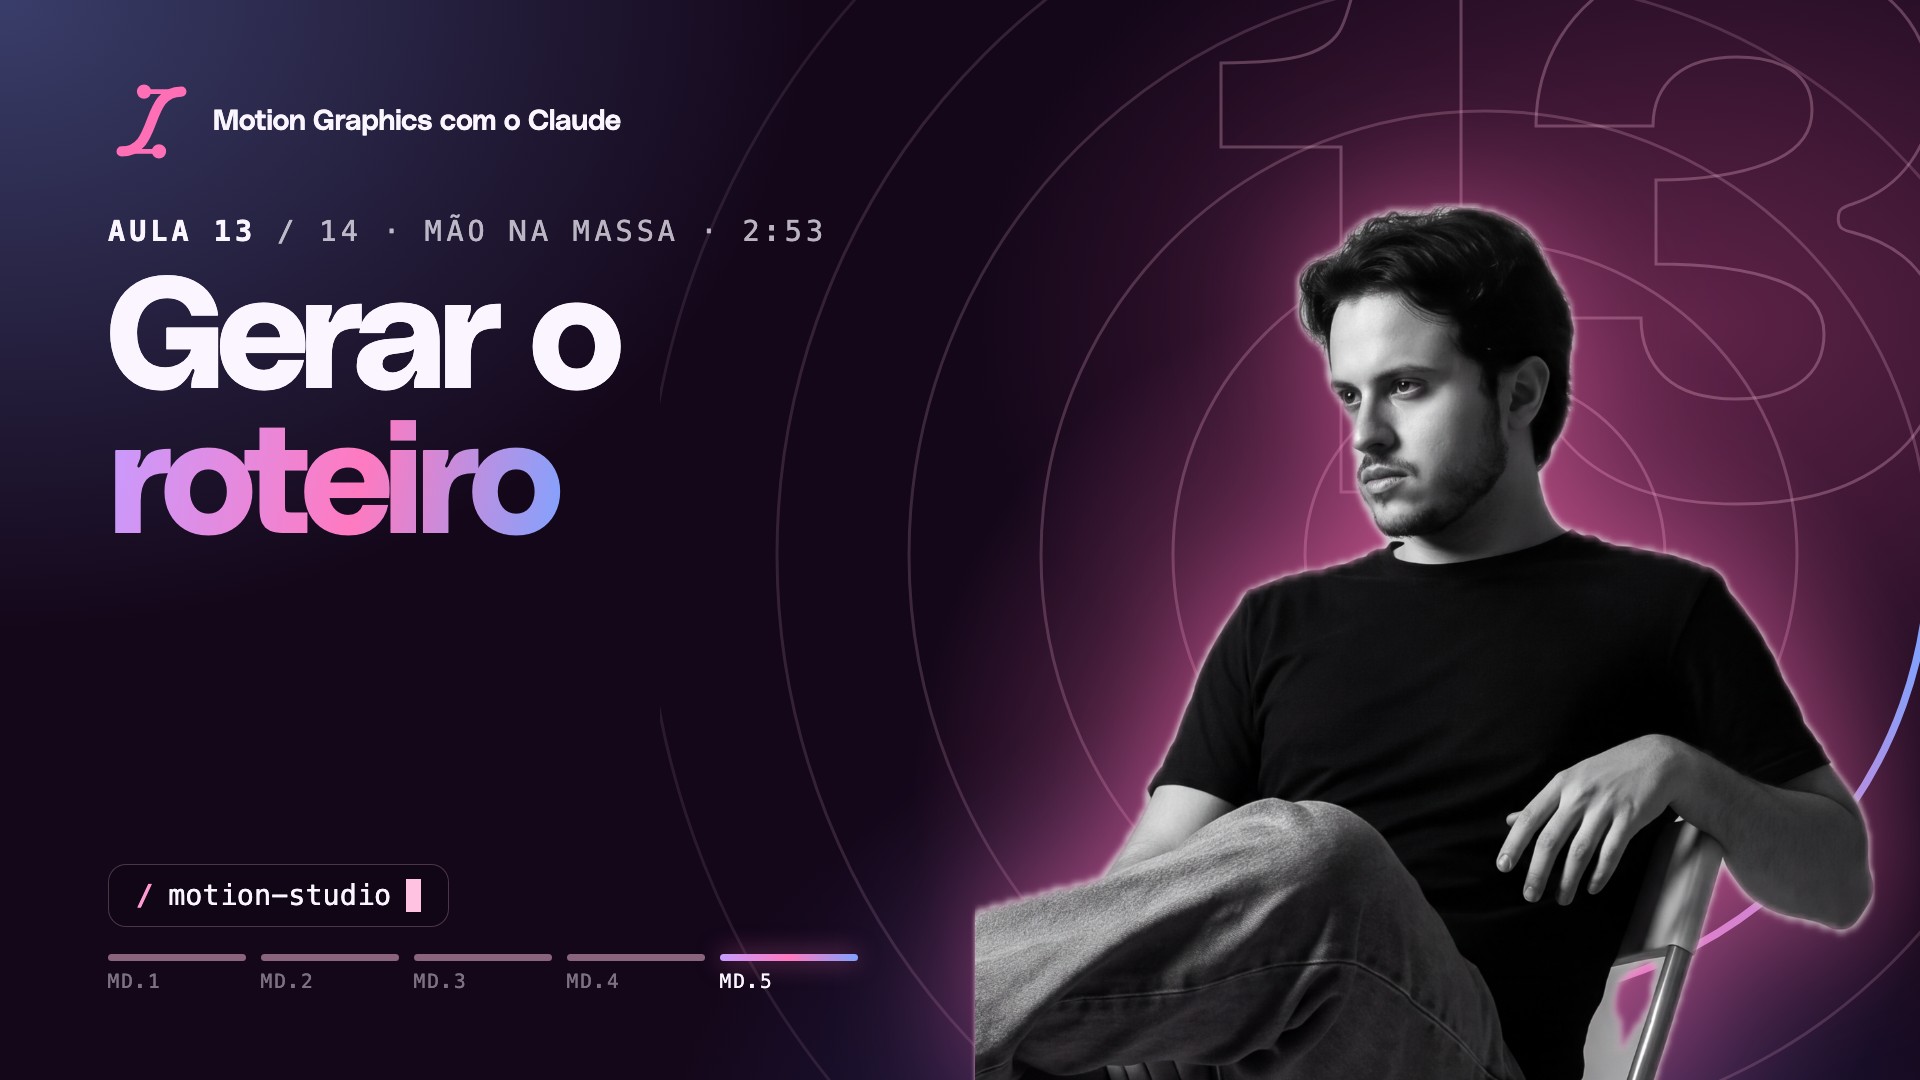 Motion Graphics com o Claude
AULA 13 / 14 · MÃO NA MASSA · 2:53
13
Gerar o
roteiro
/ motion-studio
MD.1 MD.2 MD.3 MD.4 MD.5